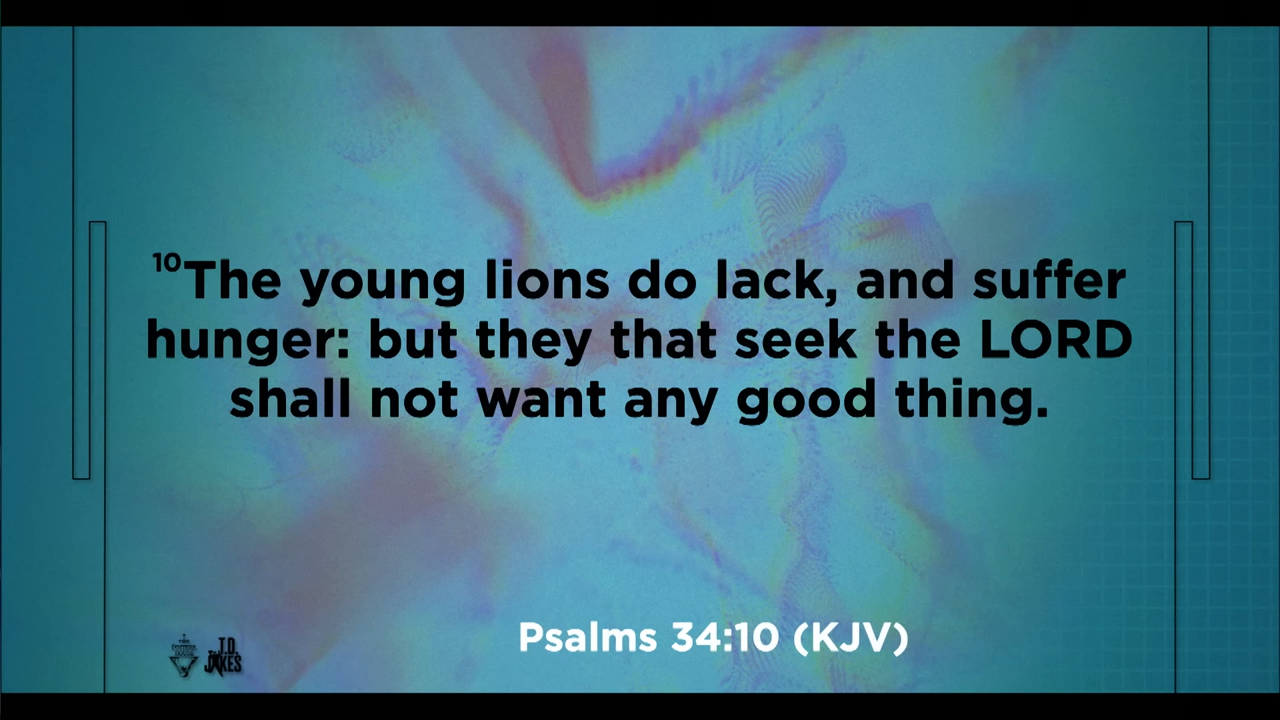 ¹⁰The young lions do lack, and suffer
hunger: but they that seek the LORD
shall not want any good thing.
Psalms 34:10 (KJV)
T.D.
JAKES